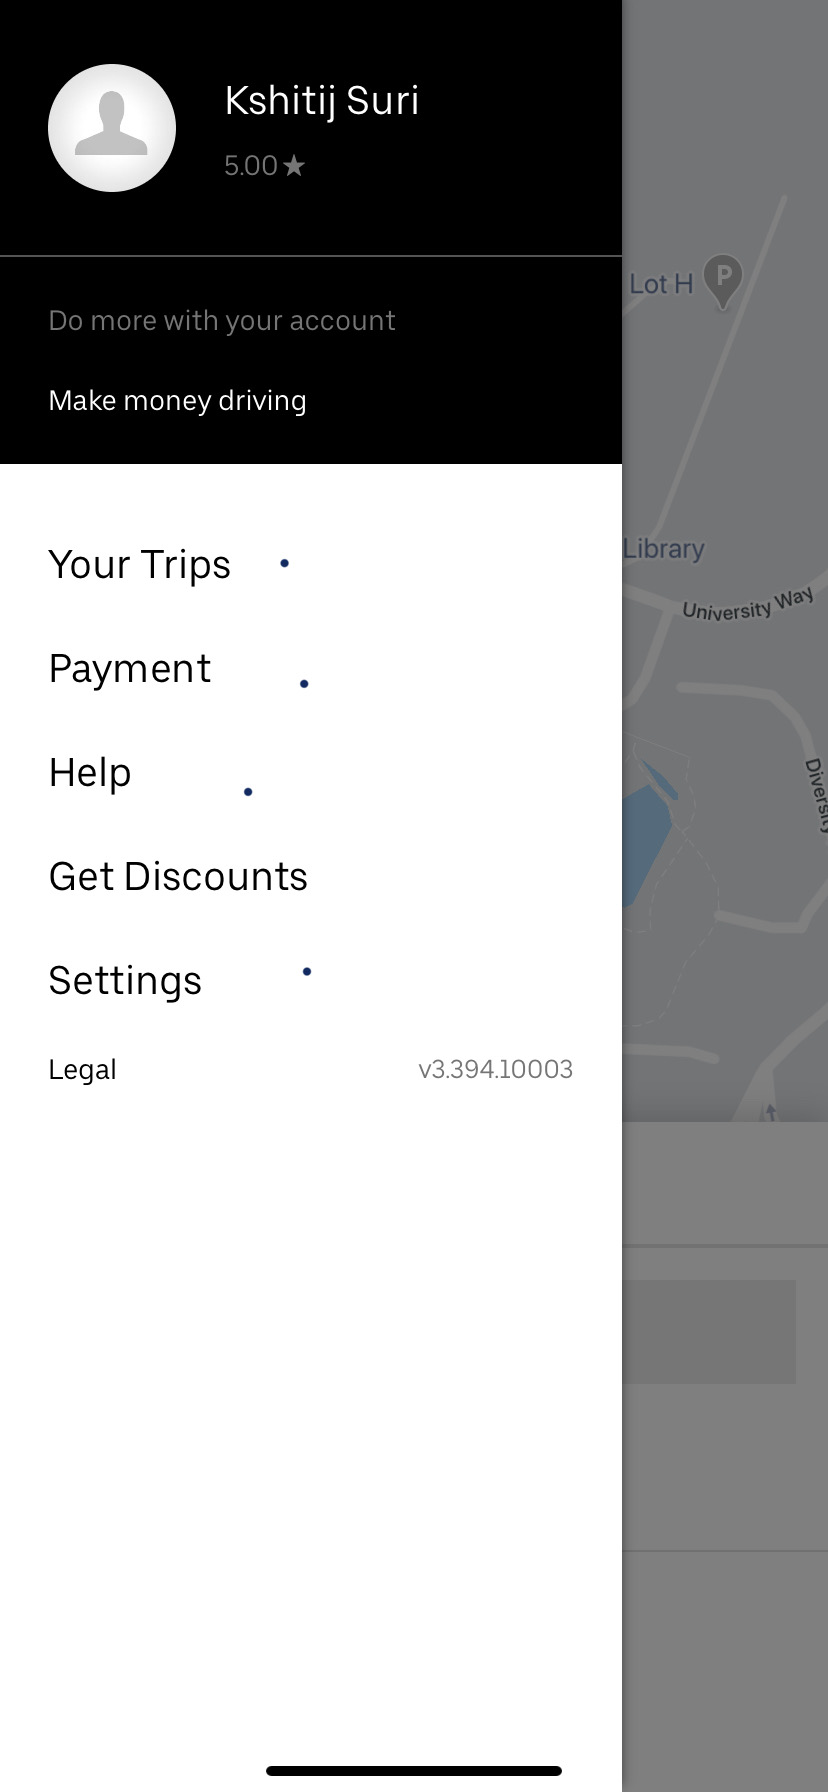 Kshitij Suri
5.00★
Do more with your account
Make money driving
Your Trips
Payment
Help
Get Discounts
Settings
Legal
v3.394.10003
Lot H
P
Library
University Way
Diversity